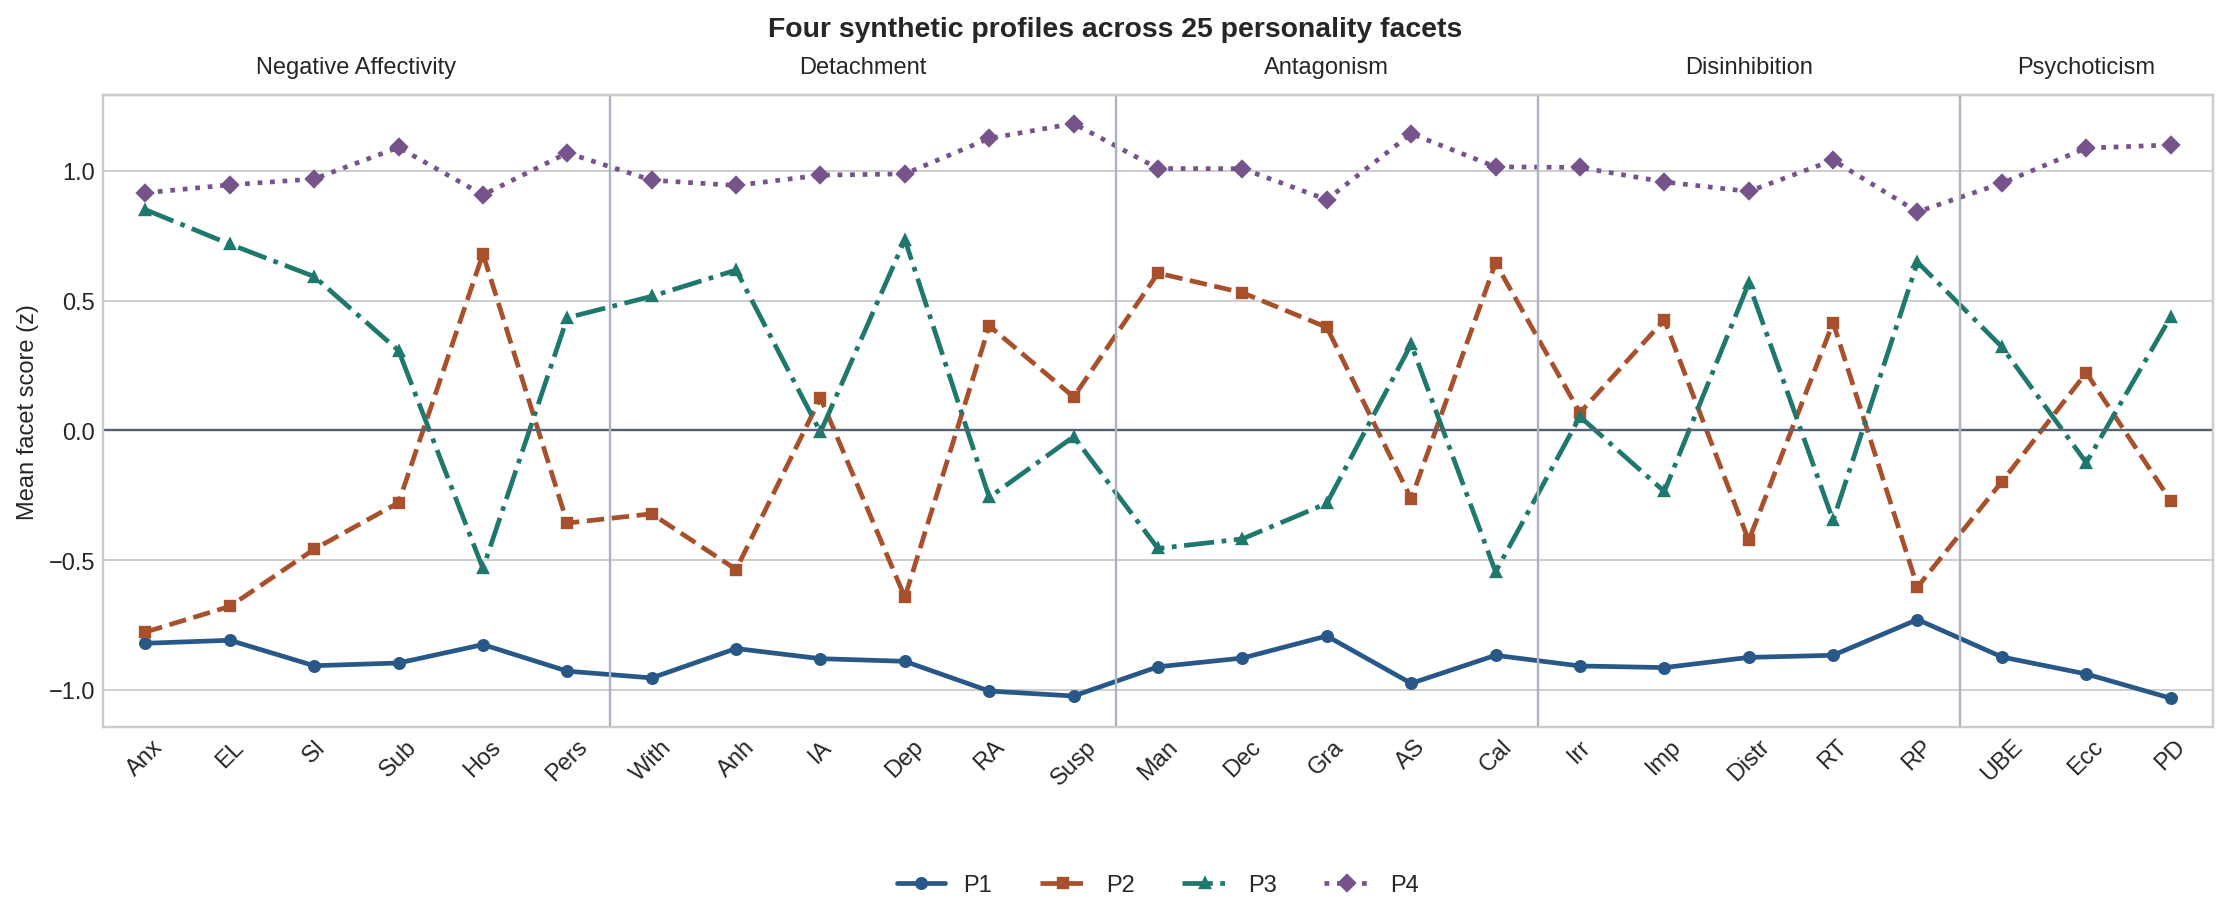 Four synthetic profiles across 25 personality facets
Negative Affectivity Detachment Antagonism Disinhibition Psychoticism
Mean facet score (z)
1.0
0.5
0.0
−0.5
−1.0
Anx EL SI Sub Hos Pers With Anh IA Dep RA Susp Man Dec Gra AS Cal Irr Imp Distr RT RP UBE Ecc PD
P1 P2 P3 P4